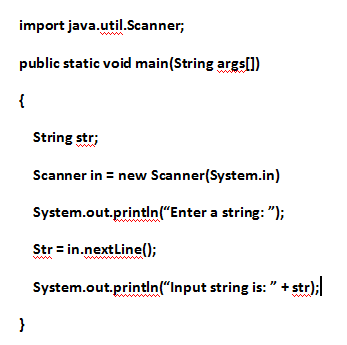 import java.util.Scanner;
public static void main(String args[])
{
String str;
Scanner in = new Scanner(System.in)
System.out.println(“Enter a string: ”);
Str = in.nextLine();
System.out.println(“Input string is: ” + str);
}